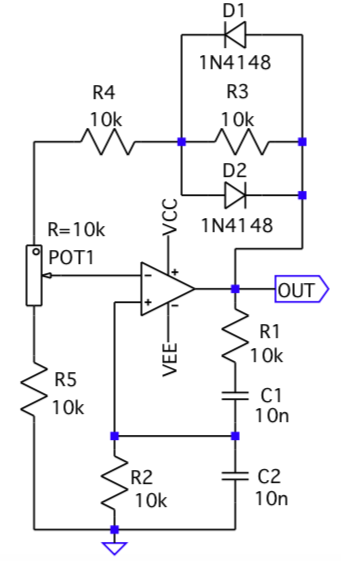 D1
1N4148
R4
10k
R3
10k
D2
1N4148
VCC
R=10k
POT1
-
+
+
-
OUT
VEE
R1
10k
C1
10n
R5
10k
R2
10k
C2
10n